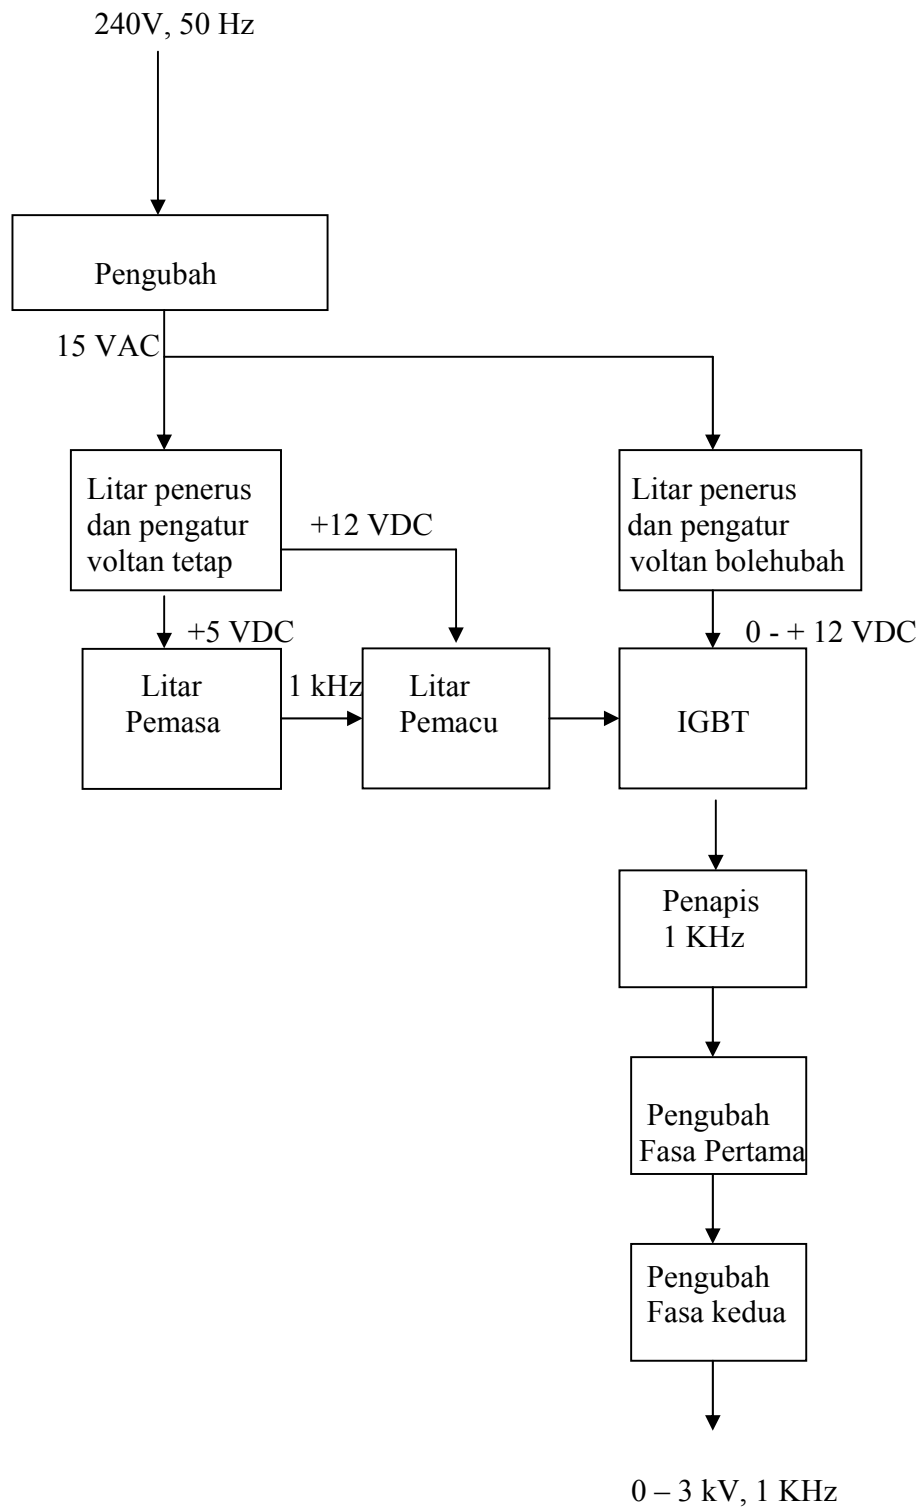 240V, 50 Hz
Pengubah
15 VAC
Litar penerus
dan pengatur
voltan tetap
+12 VDC
Litar penerus
dan pengatur
voltan bolehubah
+5 VDC
0 - + 12 VDC
Litar
Pemasa
1 kHz
Litar
Pemacu
IGBT
Penapis
1 KHz
Pengubah
Fasa Pertama
Pengubah
Fasa kedua
0 – 3 kV, 1 KHz